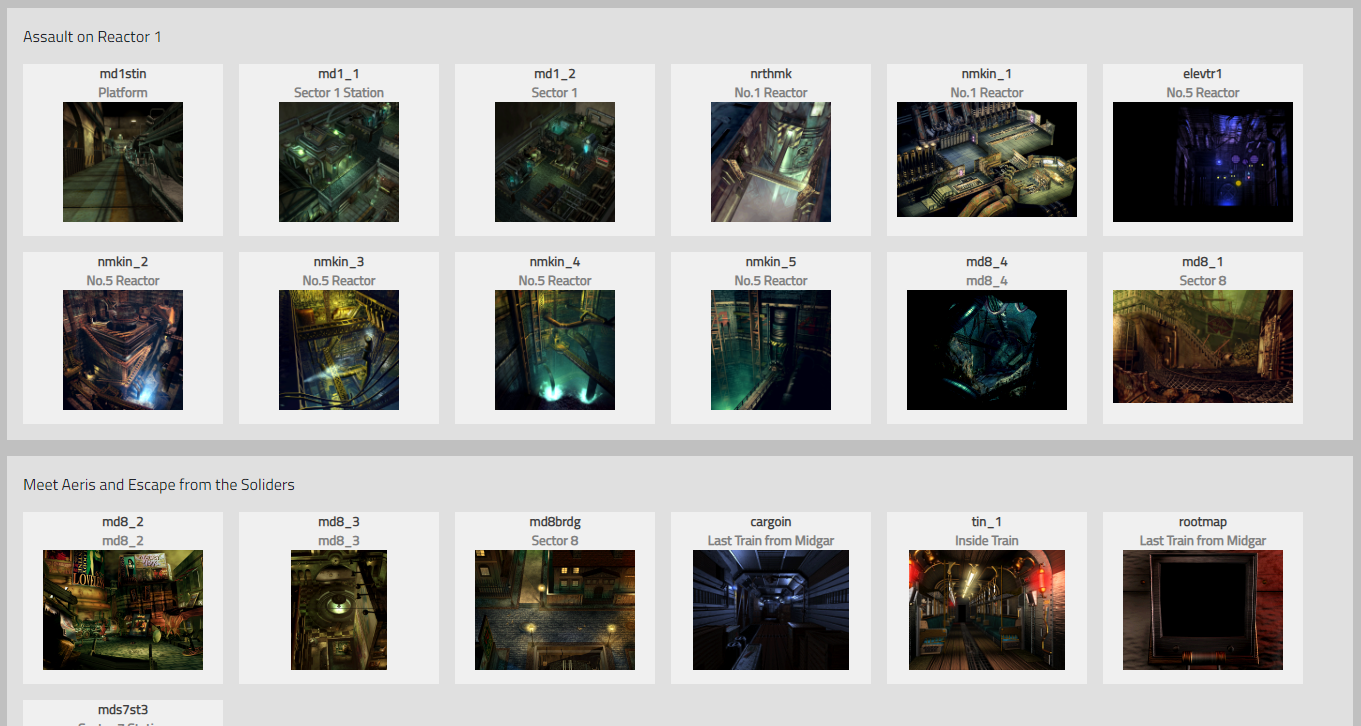 Assault on Reactor 1
md1stin
Platform
md1_1
Sector 1 Station
md1_2
Sector 1
nrthmk
No.1 Reactor
nmkin_1
No.1 Reactor
elevtr1
No.5 Reactor
nmkin_2
No.5 Reactor
nmkin_3
No.5 Reactor
nmkin_4
No.5 Reactor
nmkin_5
No.5 Reactor
md8_4
md8_4
md8_1
Sector 8
Meet Aeris and Escape from the Soliders
md8_2
md8_2
LOVE
md8_3
md8_3
md8brdg
Sector 8
cargoin
Last Train from Midgar
tin_1
Inside Train
rootmap
Last Train from Midgar
mds7st3